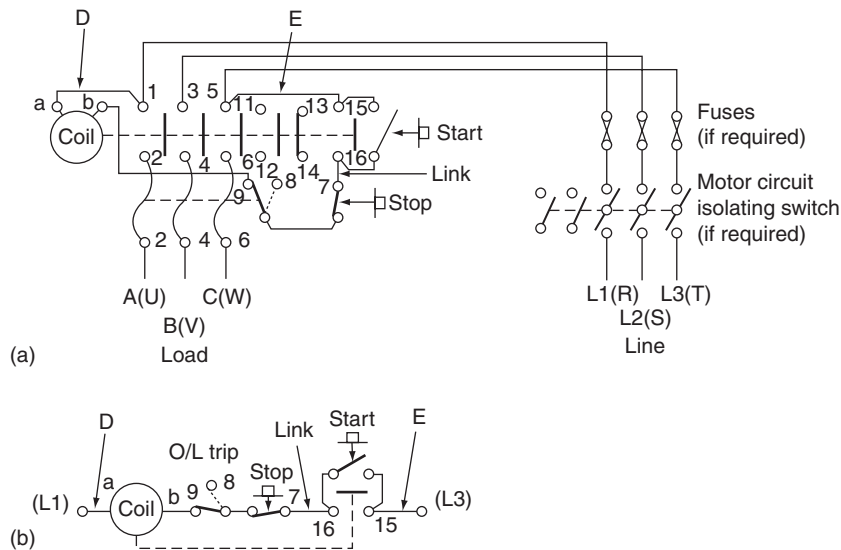 D
E
1 3 5 11 13 15
a b
Coil
Start
Fuses
(if required)
2 4 6 12 14 16
Link
9 8 7
Stop
Motor circuit
isolating switch
(if required)
2 4 6
A(U) C(W)
B(V)
Load
L1(R) L3(T)
L2(S)
Line
(a)
D
O/L trip
Link
Start
E
Stop
(L1) a Coil b 9 8 7 16 15 (L3)
(b)